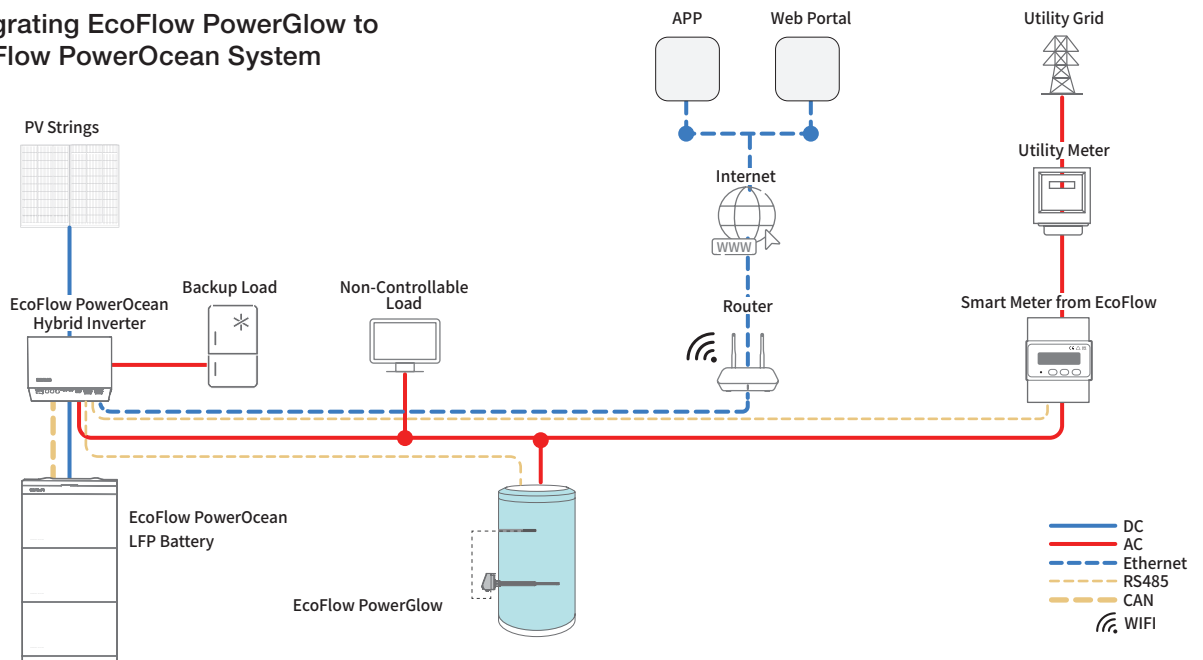 grating EcoFlow PowerGlow to
Flow PowerOcean System
APP
Web Portal
Utility Grid
PV Strings
Utility Meter
Internet
WWW
EcoFlow PowerOcean
Hybrid Inverter
Backup Load
Non-Controllable
Load
Router
Smart Meter from EcoFlow
EcoFlow PowerOcean
LFP Battery
EcoFlow PowerGlow
DC
AC
Ethernet
RS485
CAN
WIFI